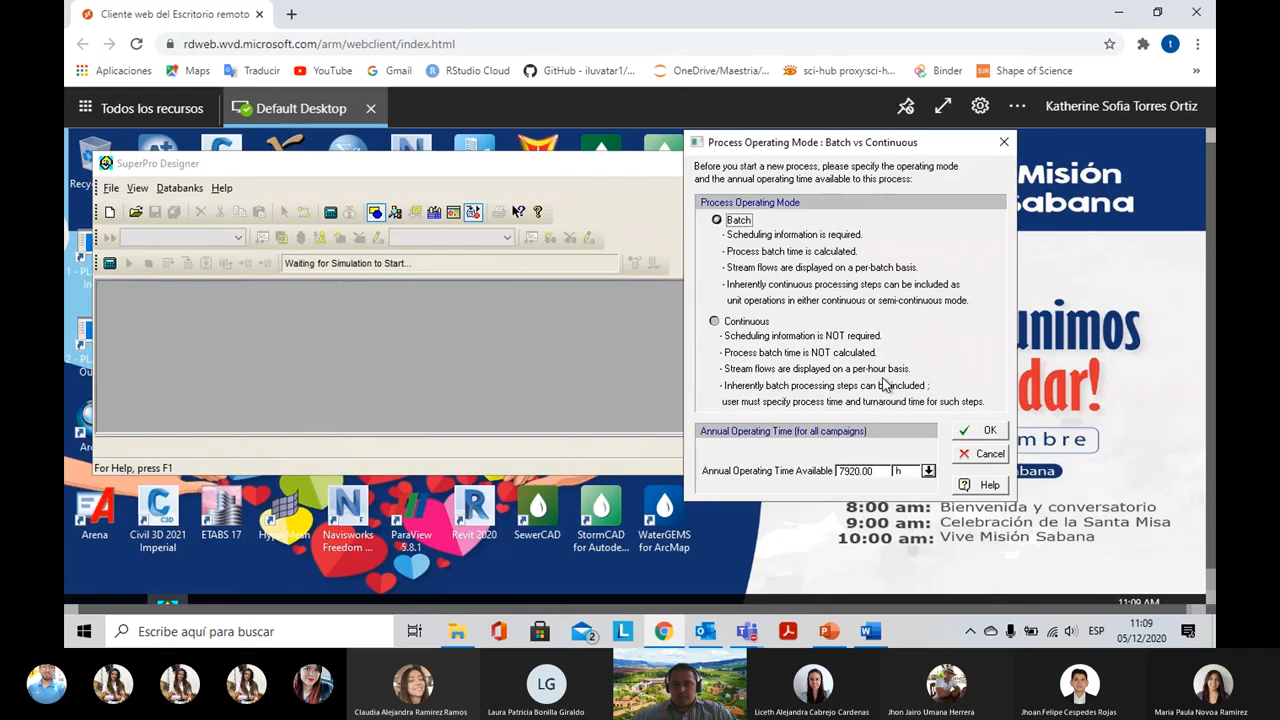 Cliente web del Escritorio remoto
rdweb.wvd.microsoft.com/arm/webclient/index.html
t
Aplicaciones
Maps
Traducir
YouTube
Gmail
RStudio Cloud
GitHub - iluvatar1/...
OneDrive/Maestria/...
sci-hub proxy:sci-h...
Binder
Shape of Science
»
Todos los recursos
Default Desktop
Katherine Sofia Torres Ortiz
SuperPro Designer
File View Databanks Help
Waiting for Simulation to Start...
For Help, press F1
Process Operating Mode : Batch vs Continuous
Before you start a new process, please specify the operating mode
and the annual operating time available to this process:
Process Operating Mode
Batch
- Scheduling information is required.
- Process batch time is calculated.
- Stream flows are displayed on a per-batch basis.
- Inherently continuous processing steps can be included as
unit operations in either continuous or semi-continuous mode.
Continuous
- Scheduling information is NOT required.
- Process batch time is NOT calculated.
- Stream flows are displayed on a per-hour basis.
- Inherently batch processing steps can be included ;
user must specify process time and turnaround time for such steps.
Annual Operating Time (for all campaigns)
Annual Operating Time Available 7920.00 h
OK
Cancel
Help
Misión
Sabana
unimos
dar!
mbre
Sabana
8:00 am: Bienvenida y conversatorio
9:00 am: Celebración de la Santa Misa
10:00 am: Vive Misión Sabana
Arena
Civil 3D 2021
Imperial
ETABS 17
HyperMesh
Navisworks
Freedom ...
ParaView
5.8.1
Revit 2020
SewerCAD
StormCAD
for Autode...
WaterGEMS
for ArcMap
11:09 AM
Escribe aquí para buscar
2
ESP
11:09
05/12/2020
LG
Claudia Alejandra Ramirez Ramos
Laura Patricia Bonilla Giraldo
Liceth Alejandra Cabrejo Cardenas
Jhon Jairo Umana Herrera
Jhoan Felipe Cespedes Rojas
Maria Paula Novoa Ramirez